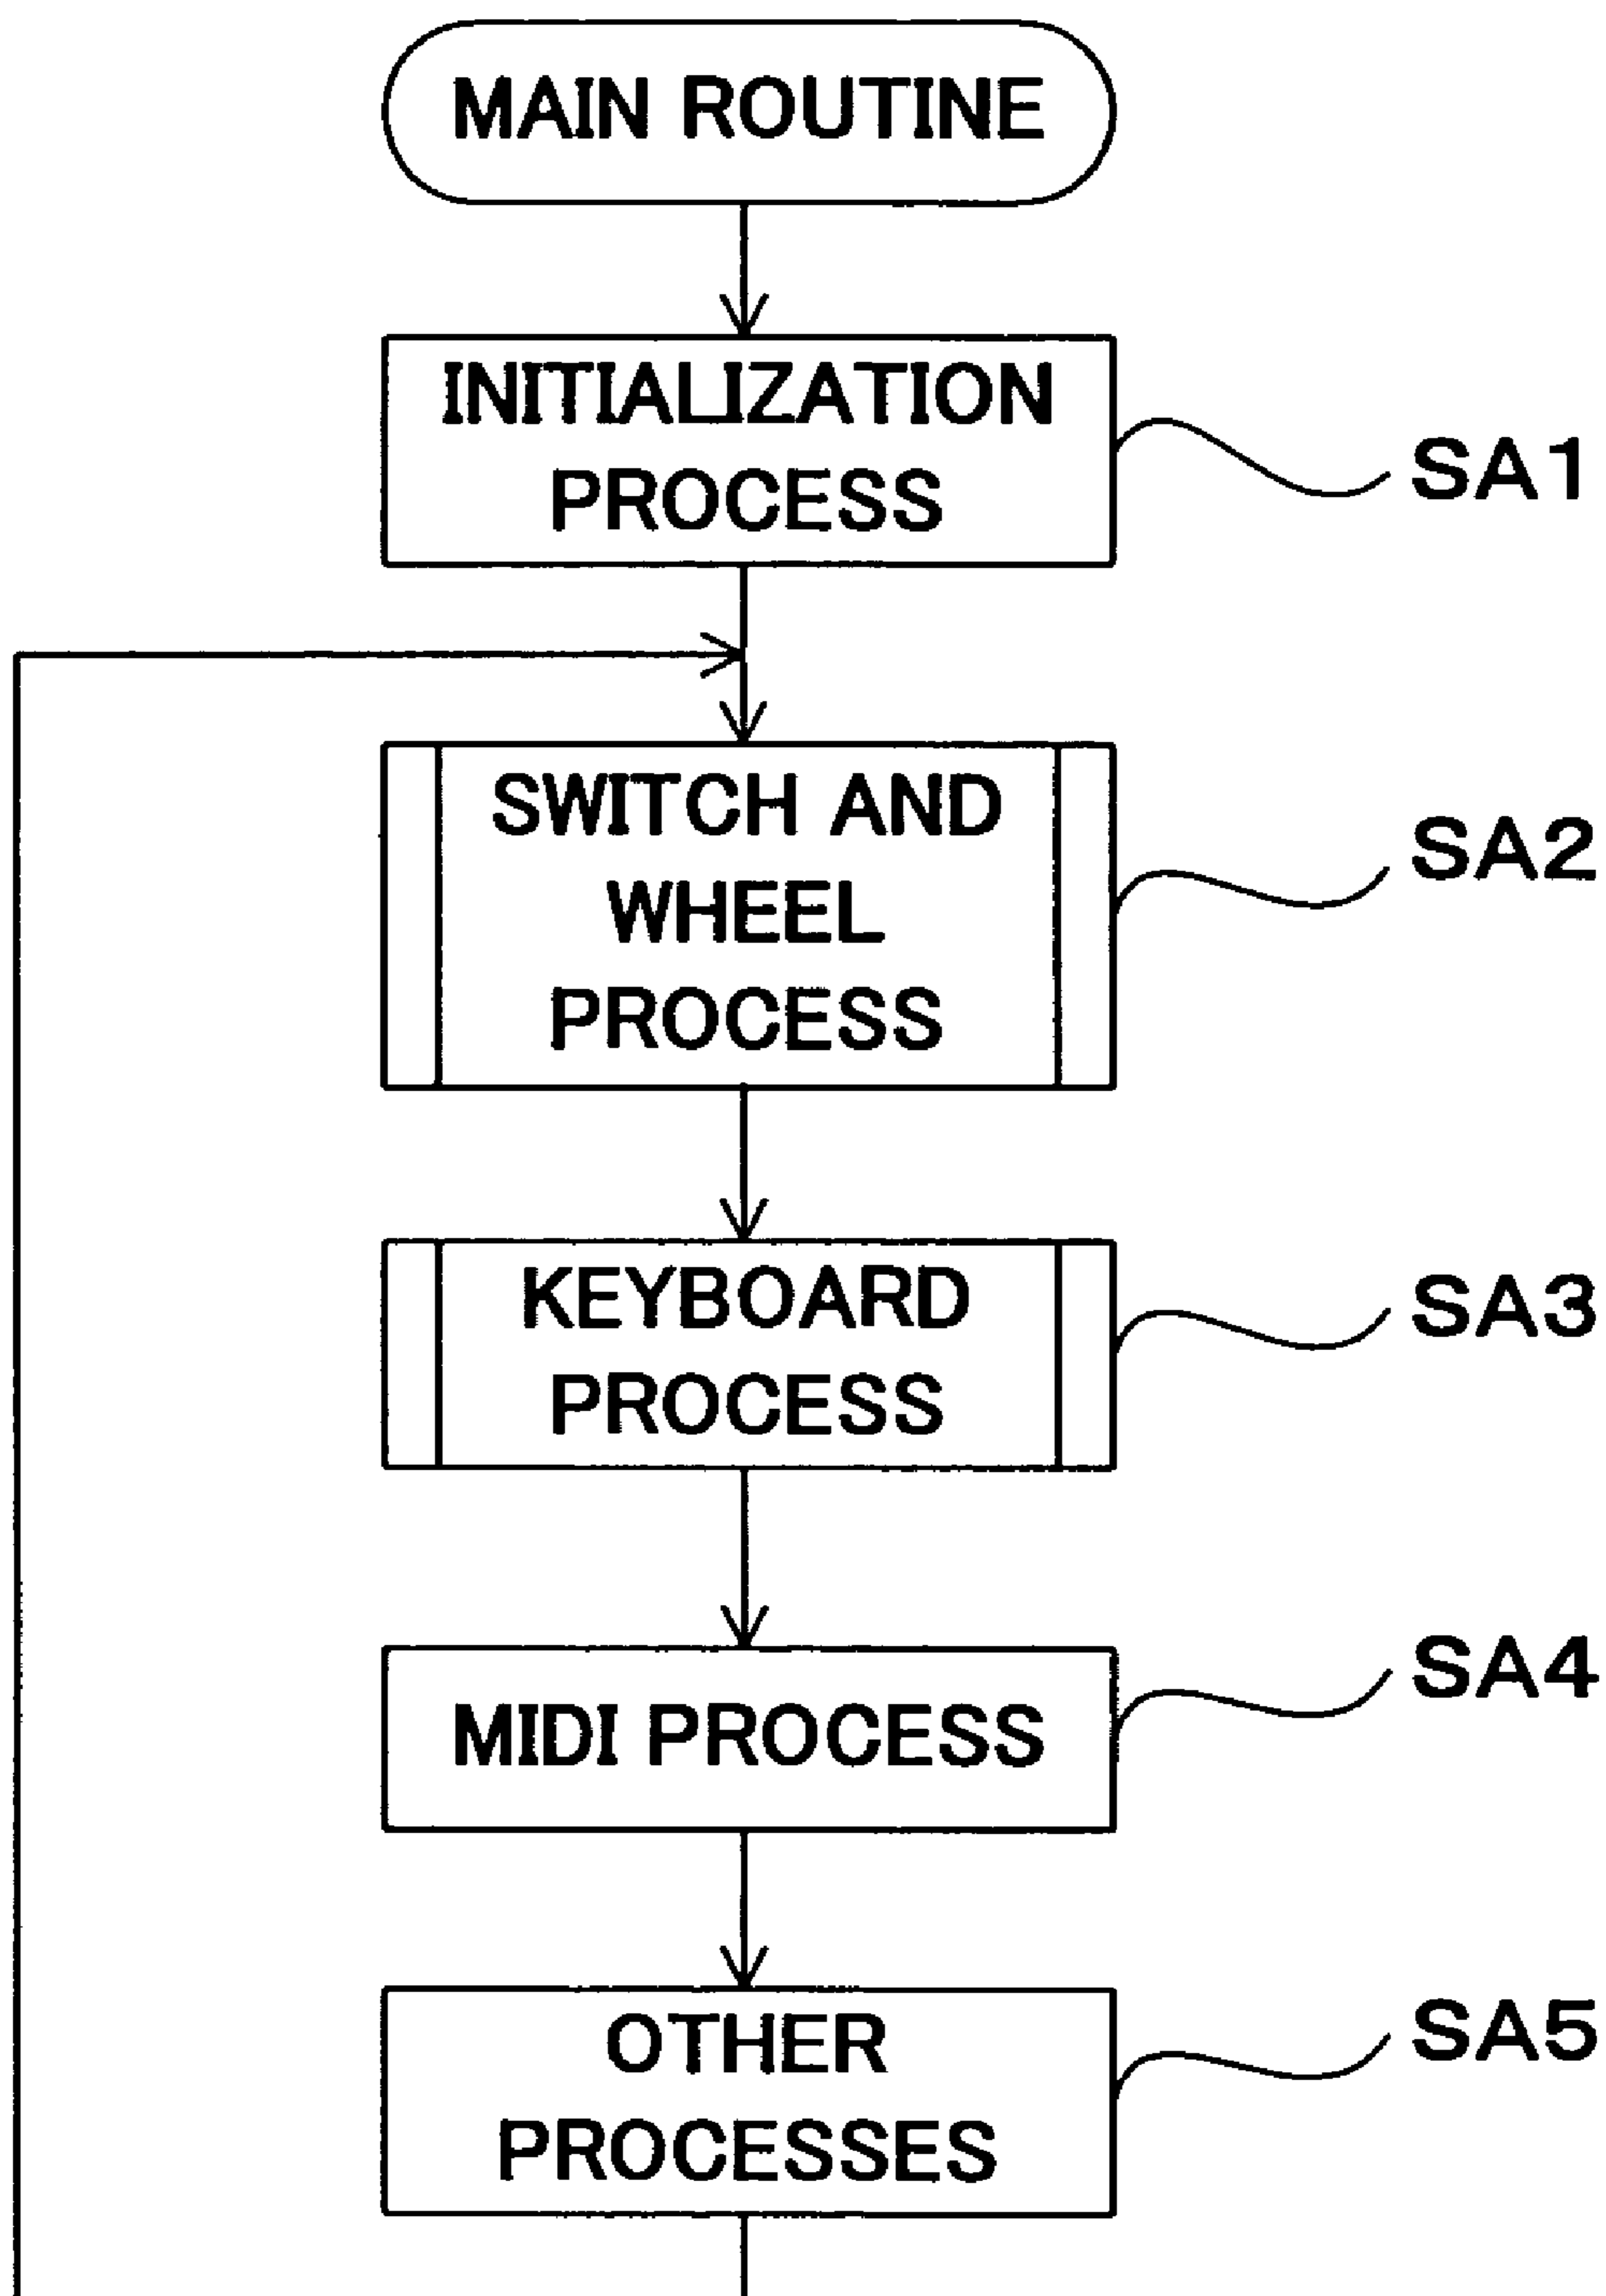 MAIN ROUTINE
INITIALIZATION
PROCESS
SA1
SWITCH AND
WHEEL
PROCESS
SA2
KEYBOARD
PROCESS
SA3
MIDI PROCESS
SA4
OTHER
PROCESSES
SA5